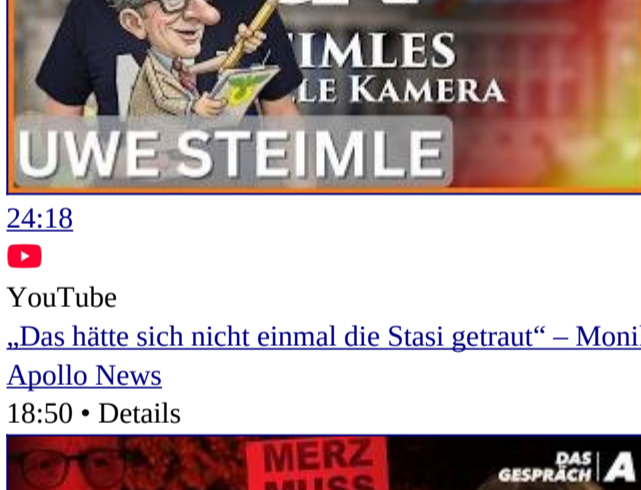 IMLES
LE KAMERA
UWE STEIMLE
24:18
YouTube
„Das hätte sich nicht einmal die Stasi getraut“ – Moni
Apollo News
18:50 • Details
MERZ
MUSS
DAS
GESPRÄCH A